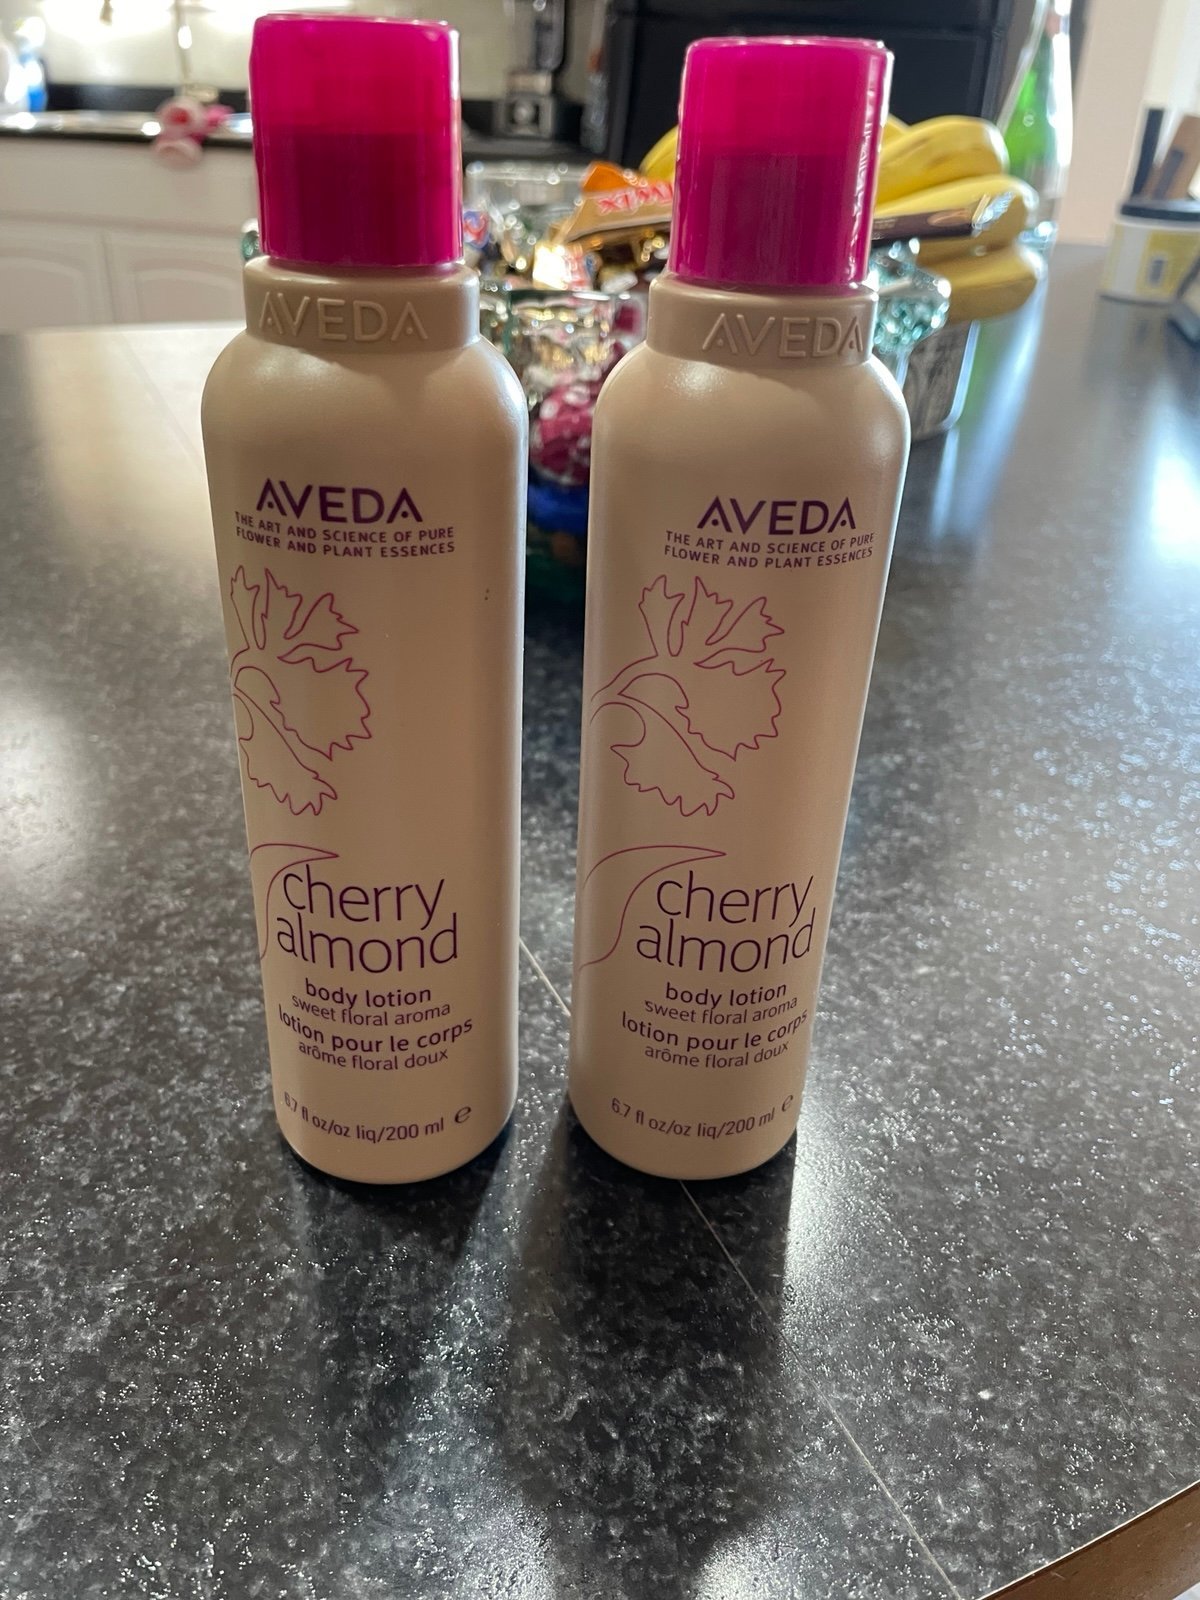 AVEDA
AVEDA
THE ART AND SCIENCE OF PURE
FLOWER AND PLANT ESSENCES
cherry
almond
body lotion
sweet floral aroma
lotion pour le corps
arôme floral doux
6.7 fl oz/oz liq/200 ml e
AVEDA
AVEDA
THE ART AND SCIENCE OF PURE
FLOWER AND PLANT ESSENCES
cherry
almond
body lotion
sweet floral aroma
lotion pour le corps
arôme floral doux
6.7 fl oz/oz liq/200 ml e
TWIX